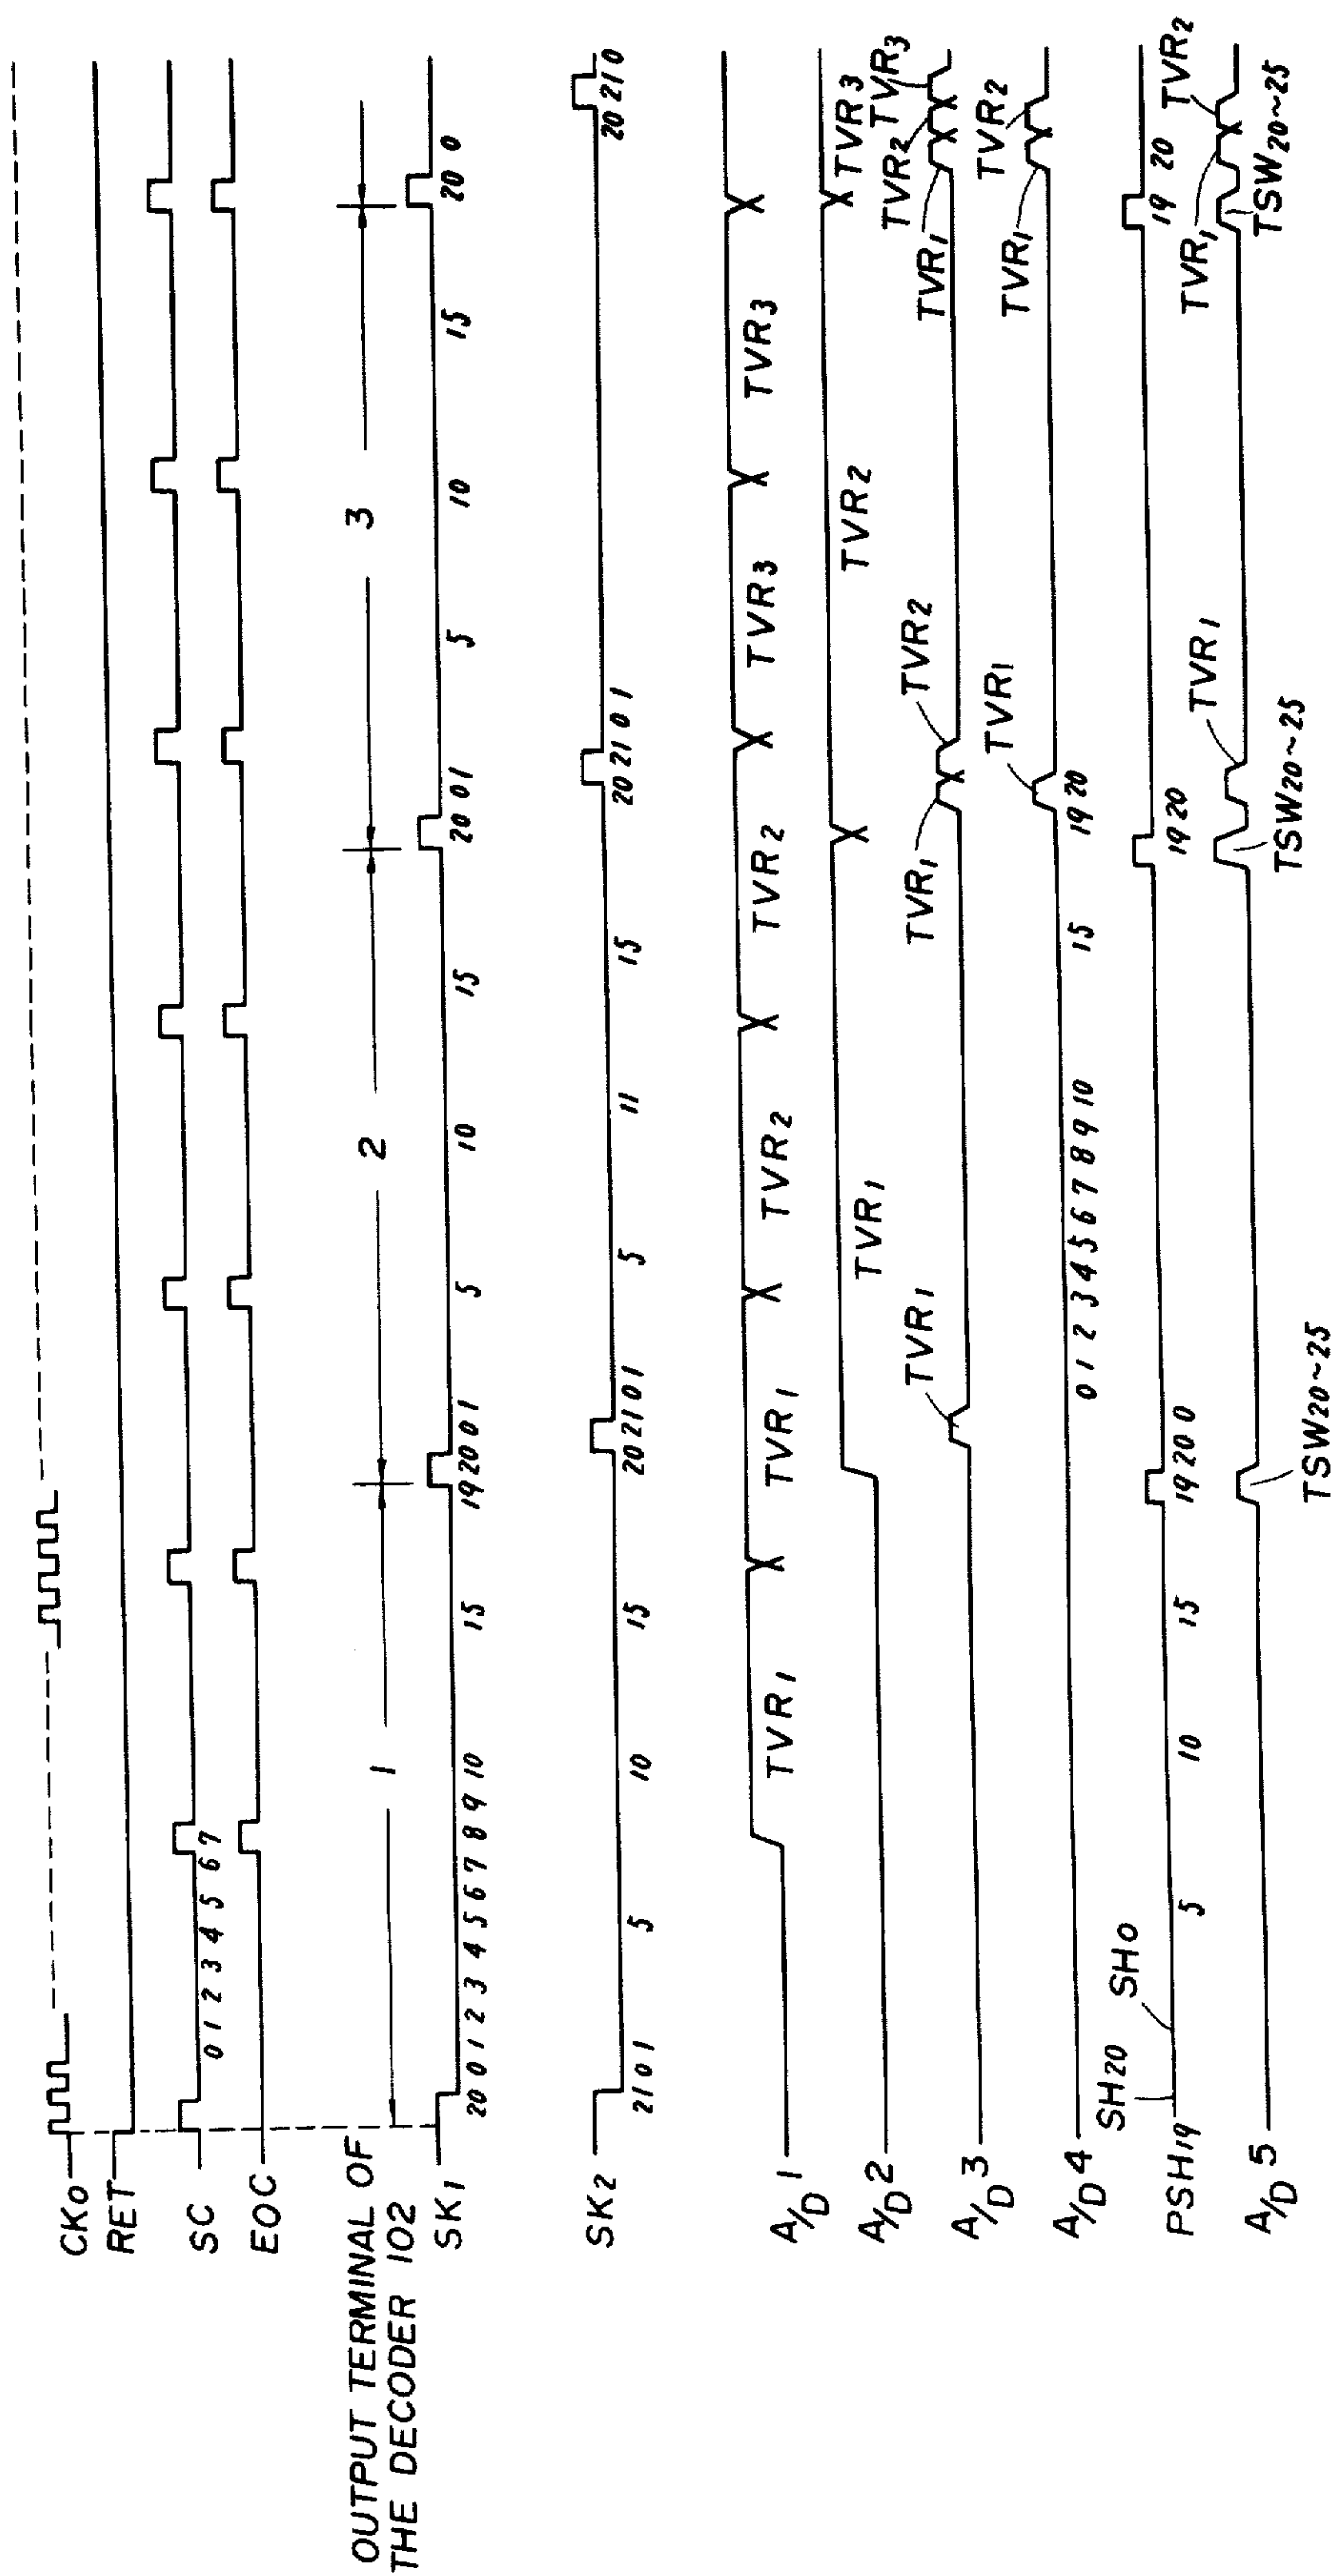 CK0
RET
SC
0 1 2 3 4 5 6 7
EOC
OUTPUT TERMINAL OF
THE DECODER 102
1 2 3
SK1
20 0 1 2 3 4 5 6 7 8 9 10 15 19 20 0 1 5 10 15 20 0 1 5 10 15 20 0
SK2
21 0 1 5 10 15 20 21 0 1 5 11 15 20 21 0 1 20 21 0
A/D 1
TVR1 TVR1 TVR2 TVR2 TVR3 TVR3
A/D 2
TVR1 TVR2 TVR3
A/D 3
TVR1 TVR1 TVR2 TVR1 TVR2 TVR3
A/D 4
TVR1 TVR1 TVR2
0 1 2 3 4 5 6 7 8 9 10 15 19 20
SH20 SH0
PSH19
5 10 15 19 20 0 19 20 19 20
A/D 5
TSW20~25 TSW20~25 TVR1 TSW20~25 TVR1 TVR2